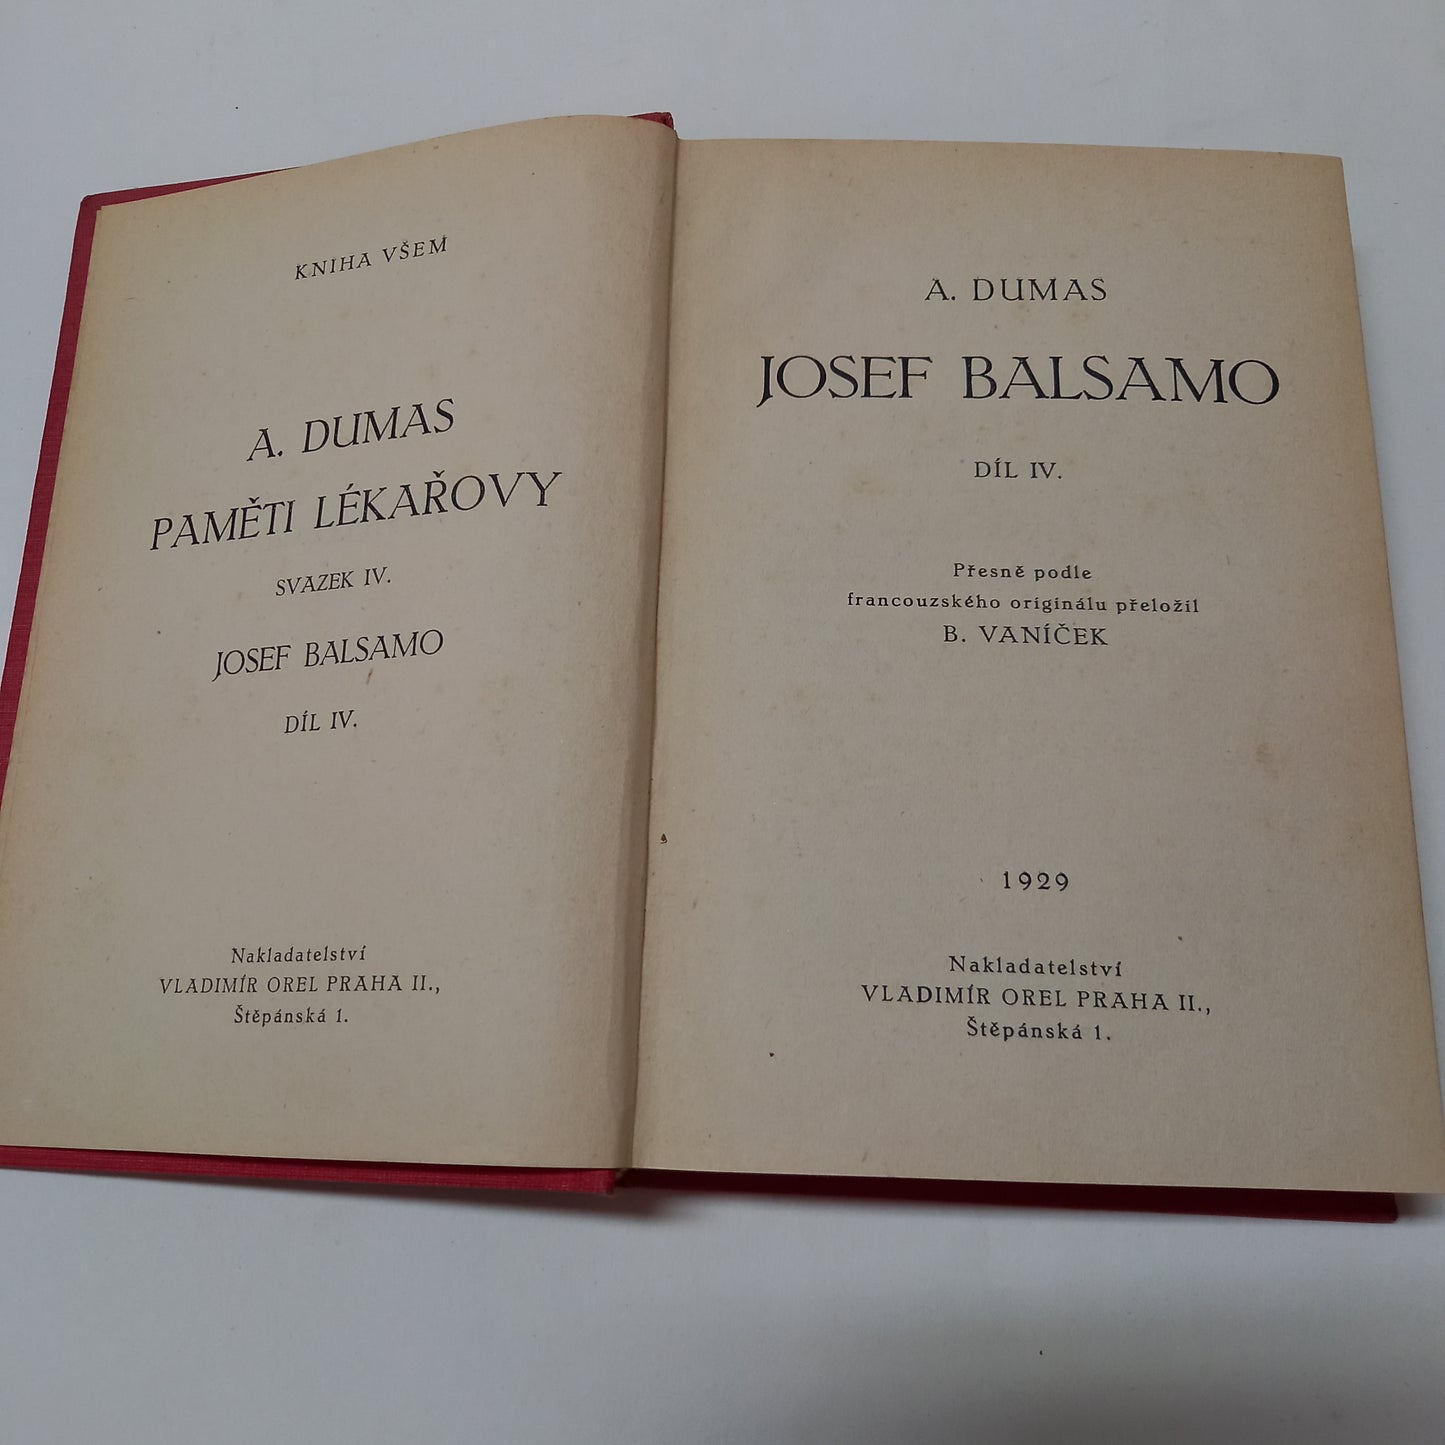 KNIHA VŠEM
A. DUMAS
PAMĚTI LÉKAŘOVY
SVAZEK IV.
JOSEF BALSAMO
DÍL IV.
Nakladatelství
VLADIMÍR OREL PRAHA II.,
Štěpánská 1.
A. DUMAS
JOSEF BALSAMO
DÍL IV.
Přesně podle
francouzského originálu přeložil
B. VANÍČEK
1929
Nakladatelství
VLADIMÍR OREL PRAHA II.,
Štěpánská 1.